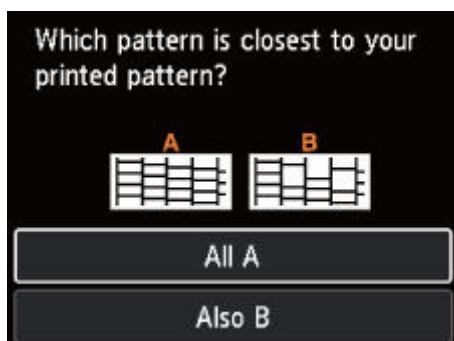 Which pattern is closest to your
printed pattern?
A B
All A
Also B